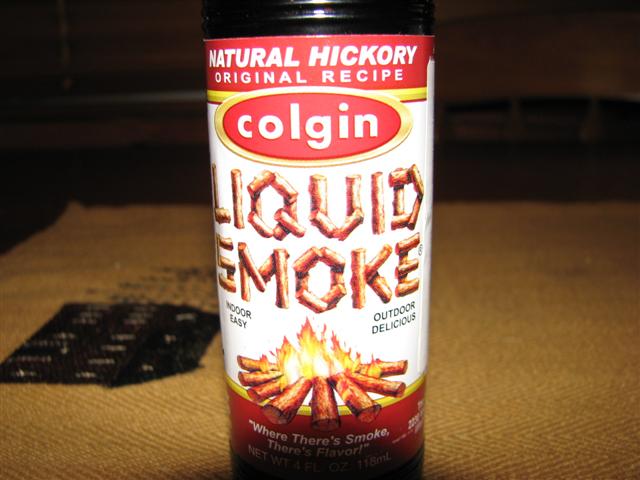 NATURAL HICKORY
ORIGINAL RECIPE
colgin
LIQUID
SMOKE®
INDOOR
EASY
OUTDOOR
DELICIOUS
"Where There's Smoke,
There's Flavor!"
NET WT 4 FL. OZ. 118mL